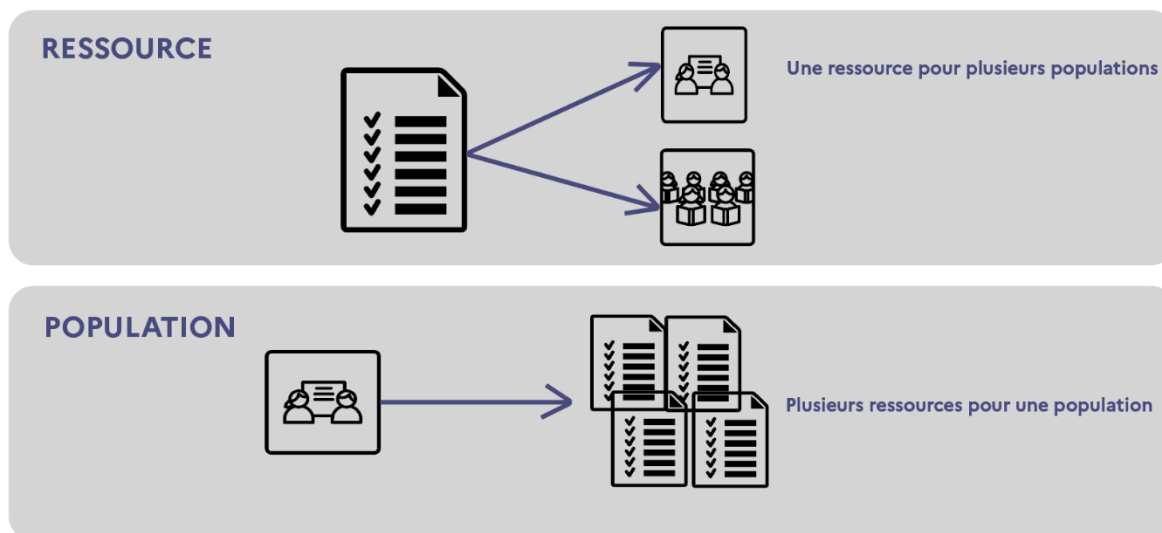 RESSOURCE
Une ressource pour plusieurs populations
POPULATION
Plusieurs ressources pour une population